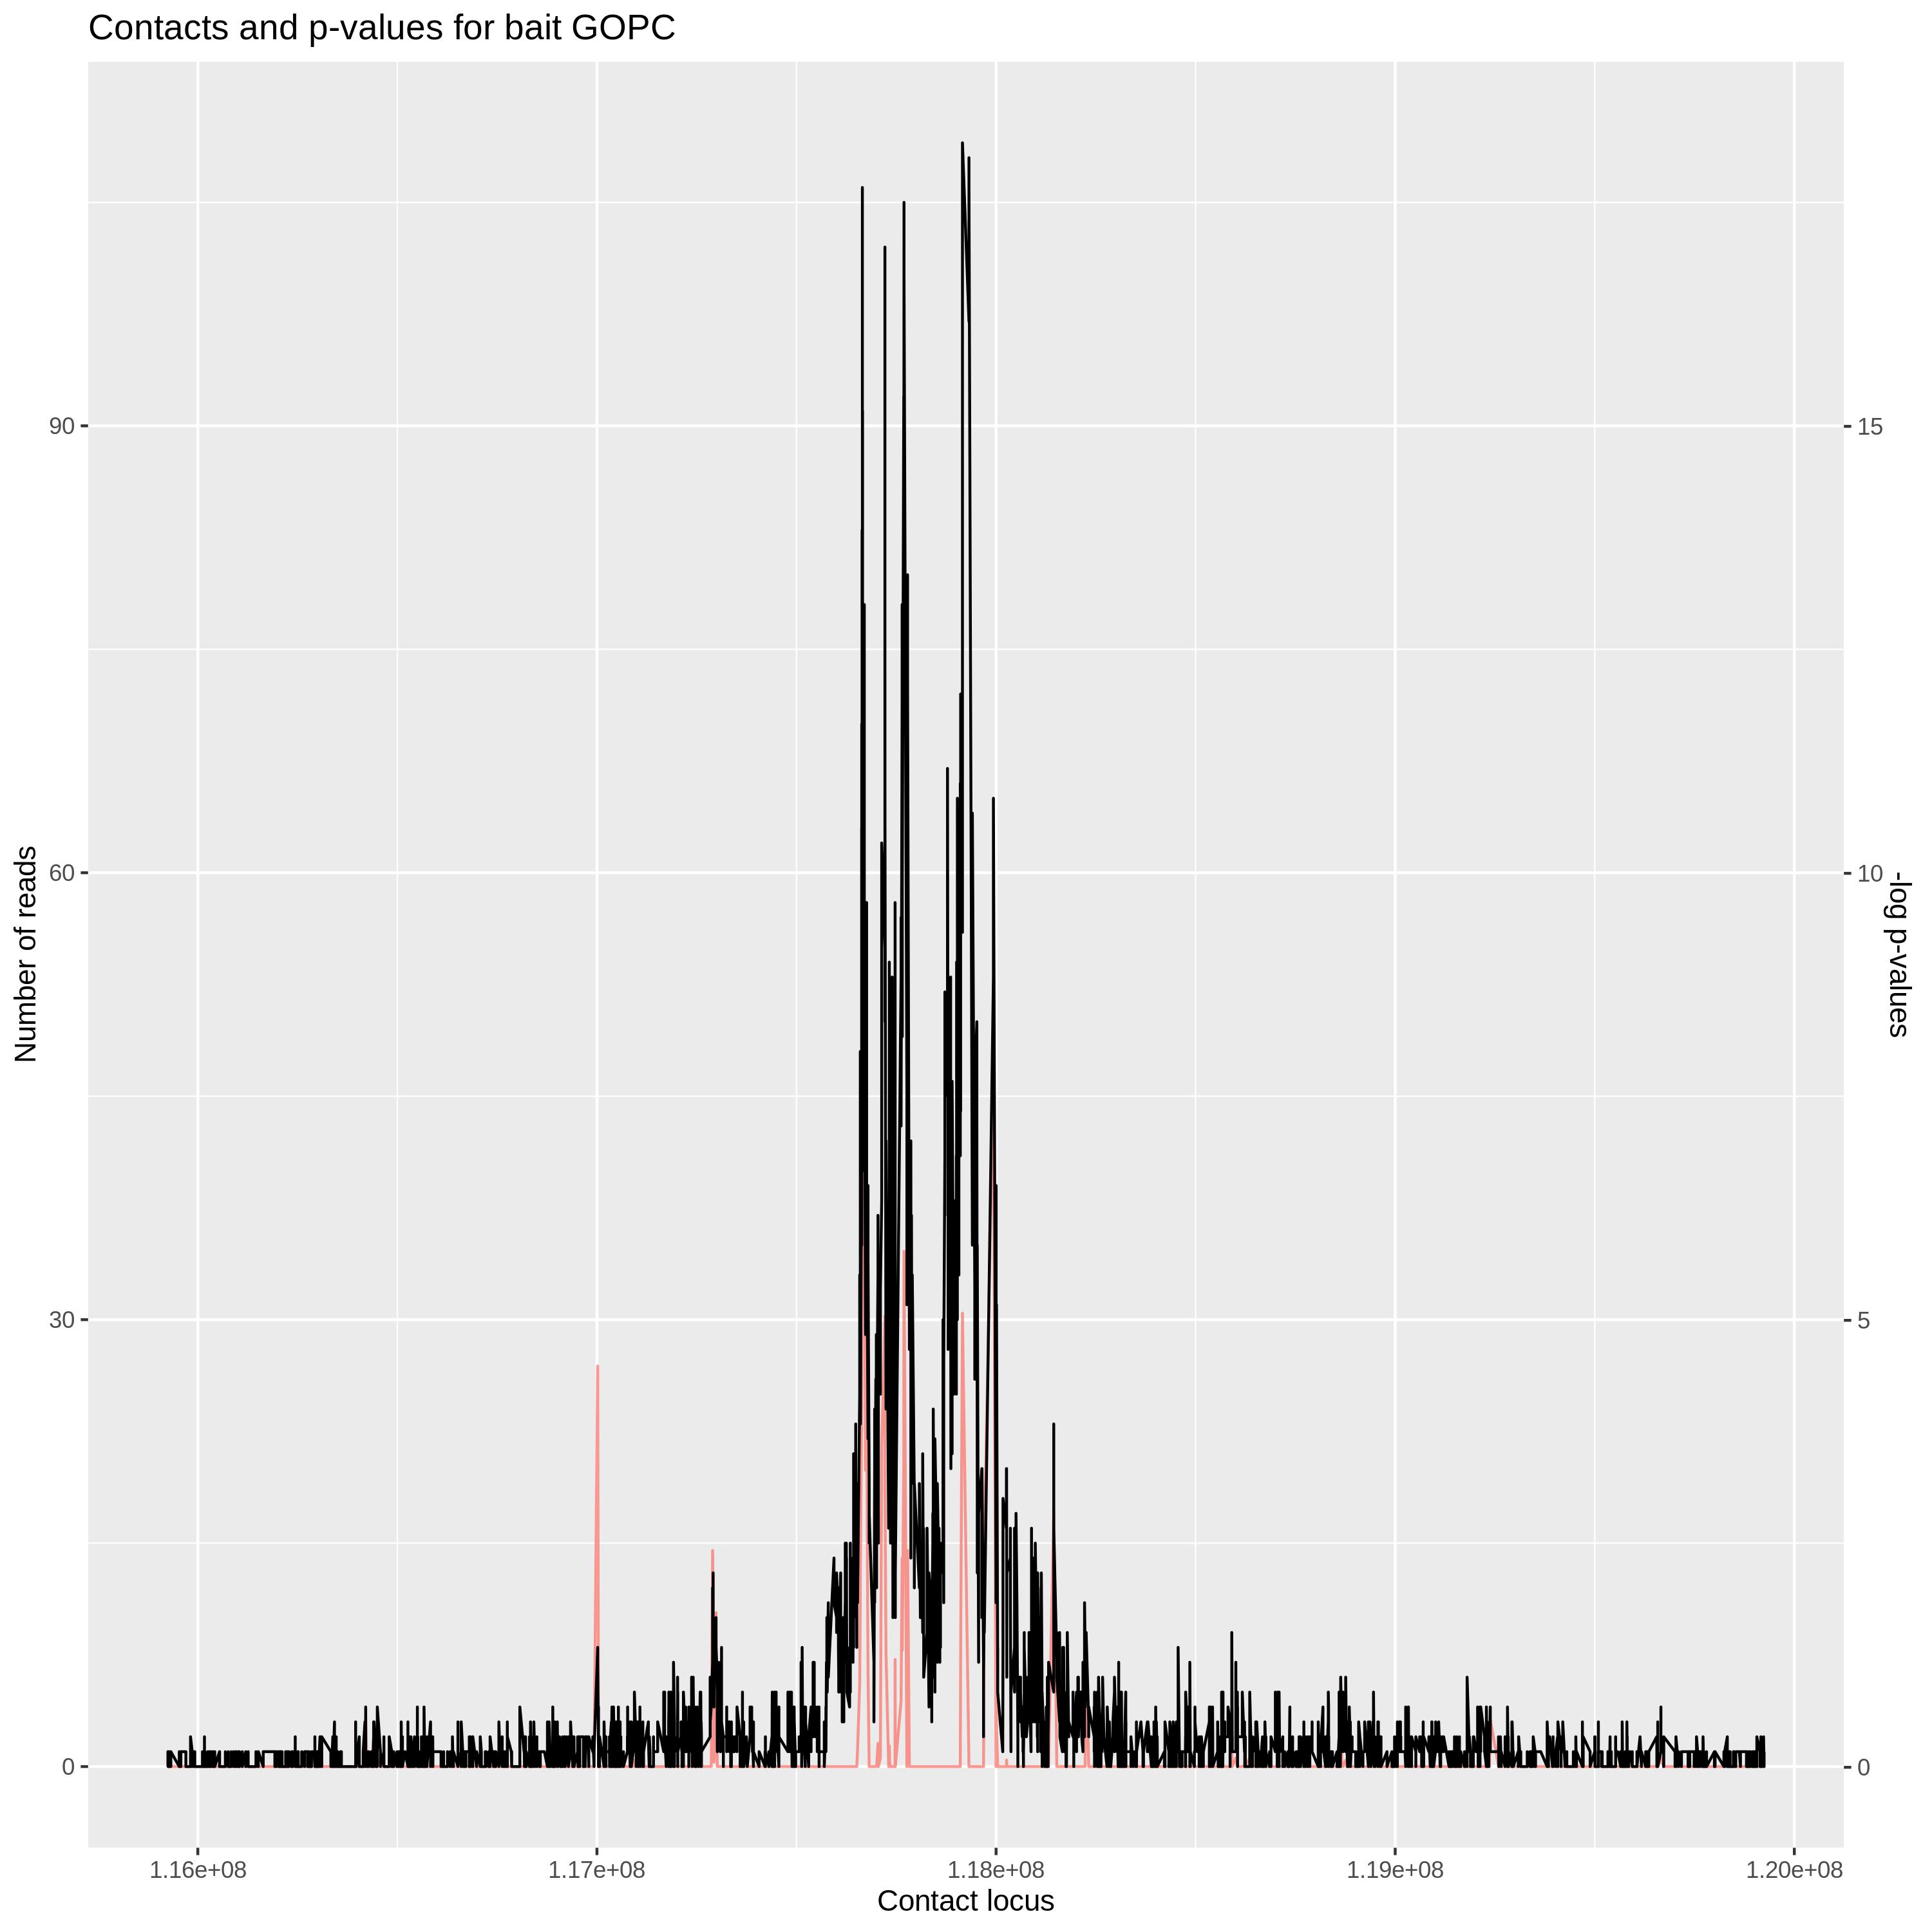 Contacts and p-values for bait GOPC
Number of reads
90
60
30
0
15
10
5
0
-log p-values
1.16e+08
1.17e+08
1.18e+08
1.19e+08
1.20e+08
Contact locus